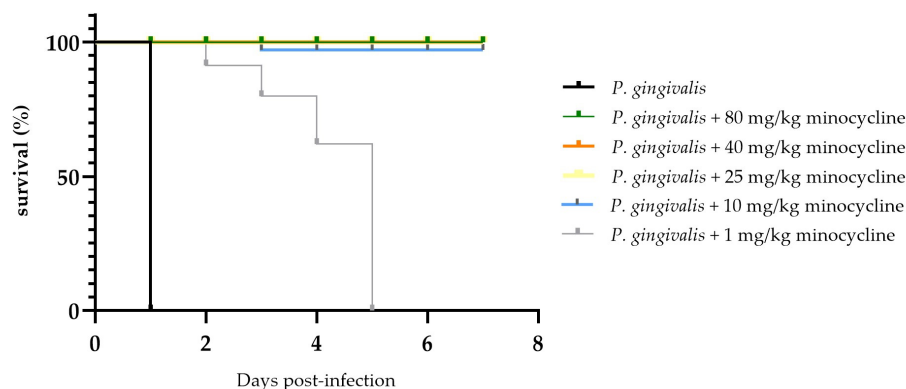 100
50
0
survival (%)
0 2 4 6 8
Days post-infection
P. gingivalis
P. gingivalis + 80 mg/kg minocycline
P. gingivalis + 40 mg/kg minocycline
P. gingivalis + 25 mg/kg minocycline
P. gingivalis + 10 mg/kg minocycline
P. gingivalis + 1 mg/kg minocycline